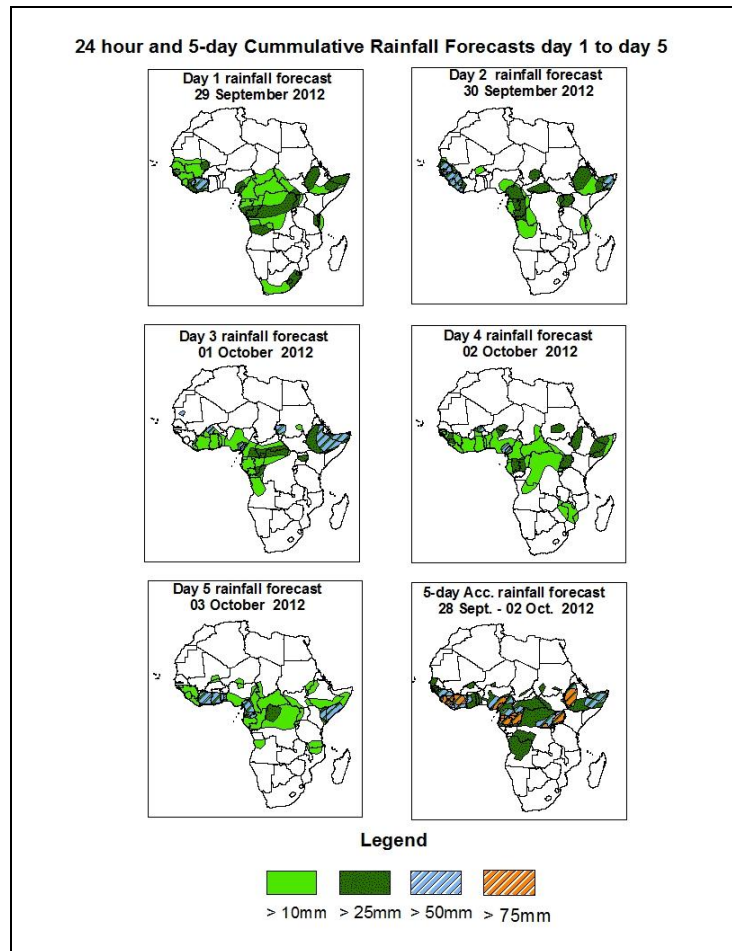 24 hour and 5-day Cummulative Rainfall Forecasts day 1 to day 5
Day 1 rainfall forecast
29 September 2012
Day 2 rainfall forecast
30 September 2012
Day 3 rainfall forecast
01 October 2012
Day 4 rainfall forecast
02 October 2012
Day 5 rainfall forecast
03 October 2012
5-day Acc. rainfall forecast
28 Sept. - 02 Oct. 2012
Legend
> 10mm > 25mm > 50mm > 75mm